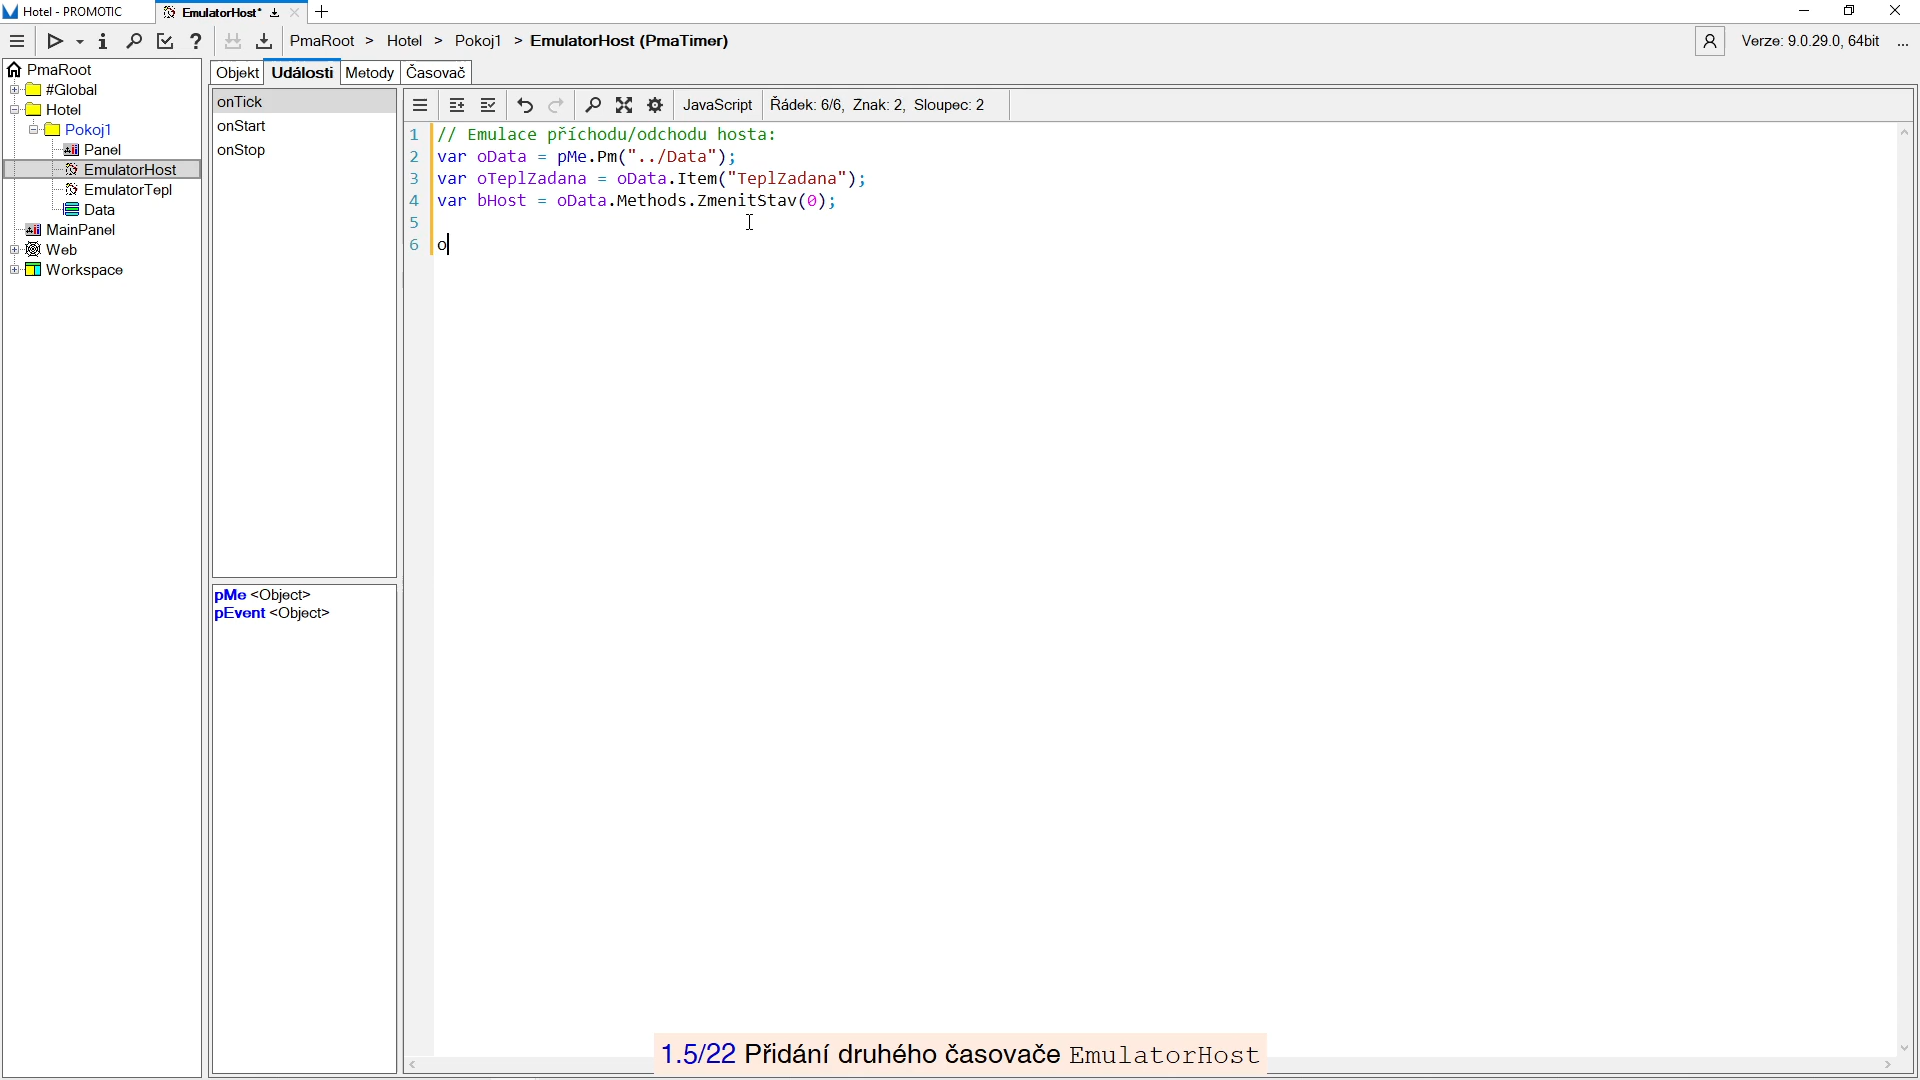 Hotel - PROMOTIC
EmulatorHost*
PmaRoot > Hotel > Pokoj1 > EmulatorHost (PmaTimer)
Verze: 9.0.29.0, 64bit ...
PmaRoot
#Global
Hotel
Pokoj1
Panel
EmulatorHost
EmulatorTepl
Data
MainPanel
Web
Workspace
Objekt Události Metody Časovač
onTick
onStart
onStop
pMe <Object>
pEvent <Object>
JavaScript Řádek: 6/6, Znak: 2, Sloupec: 2
1 // Emulace příchodu/odchodu hosta:
2 var oData = pMe.Pm("../Data");
3 var oTeplZadana = oData.Item("TeplZadana");
4 var bHost = oData.Methods.ZmenitStav(0);
5
6 o
1.5/22 Přidání druhého časovače EmulatorHost